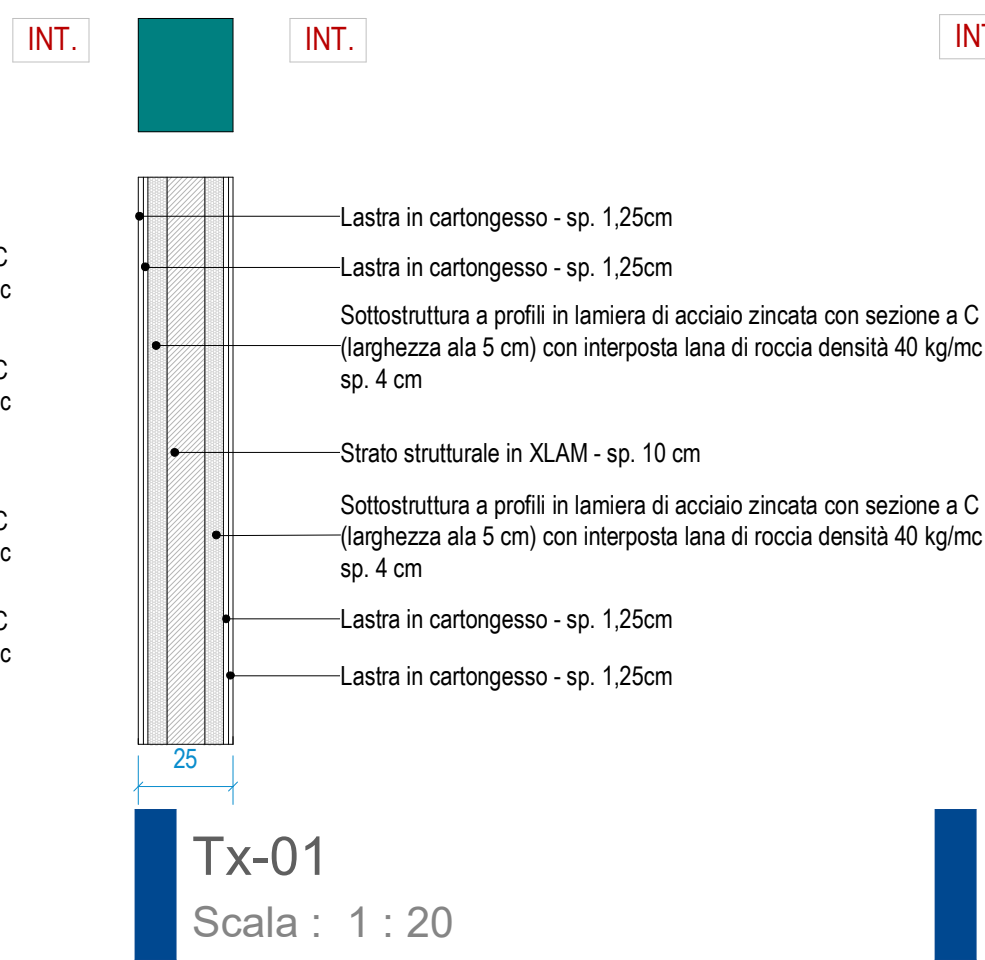 INT.
INT.
C
c
C
c
C
c
C
c
Lastra in cartongesso - sp. 1,25cm
Lastra in cartongesso - sp. 1,25cm
Sottostruttura a profili in lamiera di acciaio zincata con sezione a C
(larghezza ala 5 cm) con interposta lana di roccia densità 40 kg/mc
sp. 4 cm
Strato strutturale in XLAM - sp. 10 cm
Sottostruttura a profili in lamiera di acciaio zincata con sezione a C
(larghezza ala 5 cm) con interposta lana di roccia densità 40 kg/mc
sp. 4 cm
Lastra in cartongesso - sp. 1,25cm
Lastra in cartongesso - sp. 1,25cm
25
Tx-01
Scala : 1 : 20